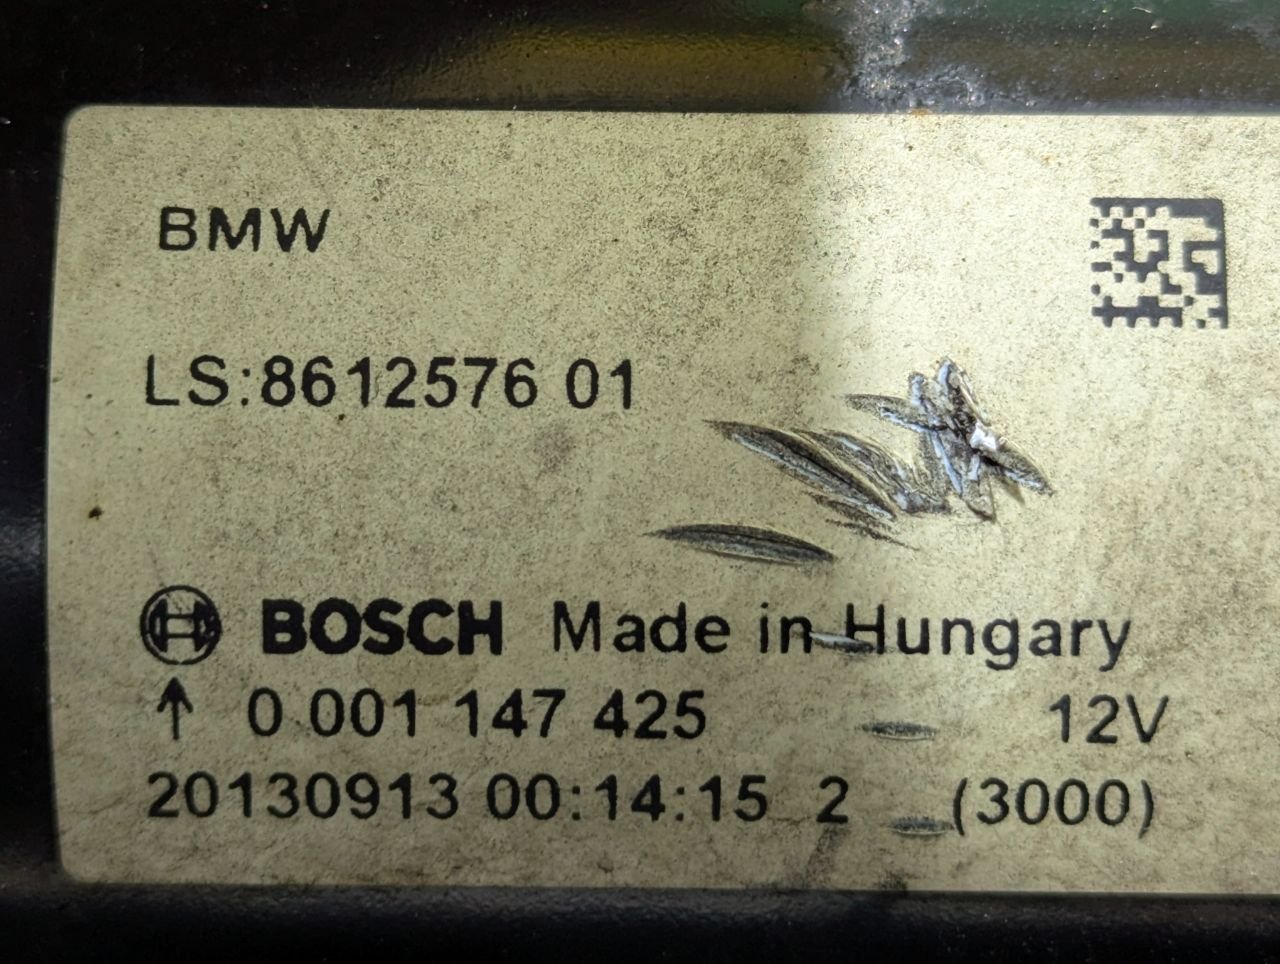 BMW
LS:8612576 01
BOSCH Made in Hungary
↑ 0 001 147 425 12V
20130913 00:14:15 2 (3000)